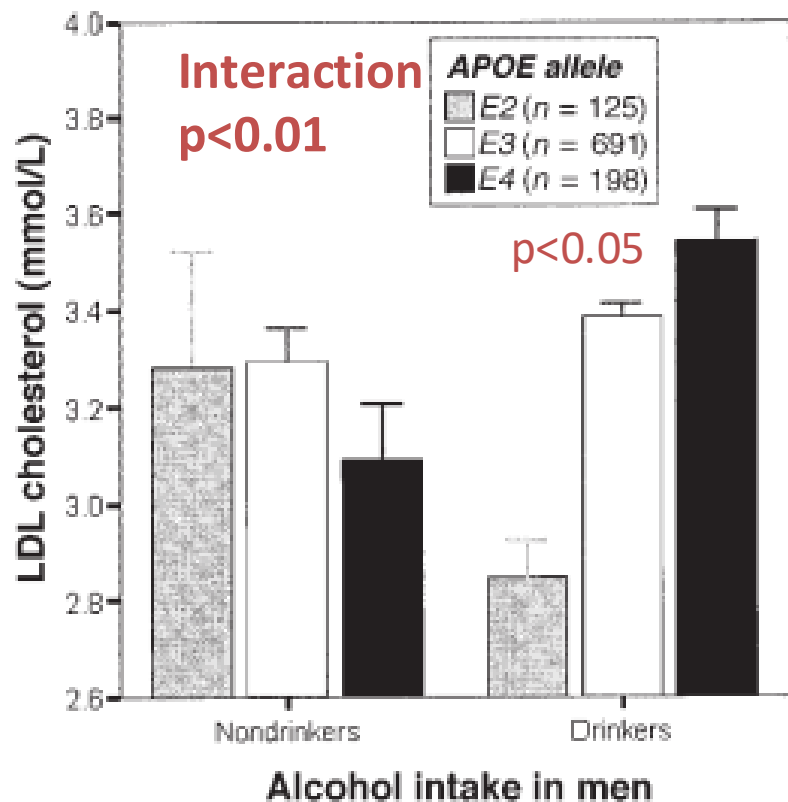 Interaction
p<0.01
APOE allele
E2 (n = 125)
E3 (n = 691)
E4 (n = 198)
p<0.05
LDL cholesterol (mmol/L)
4.0
3.8
3.6
3.4
3.2
3.0
2.8
2.6
Nondrinkers
Drinkers
Alcohol intake in men